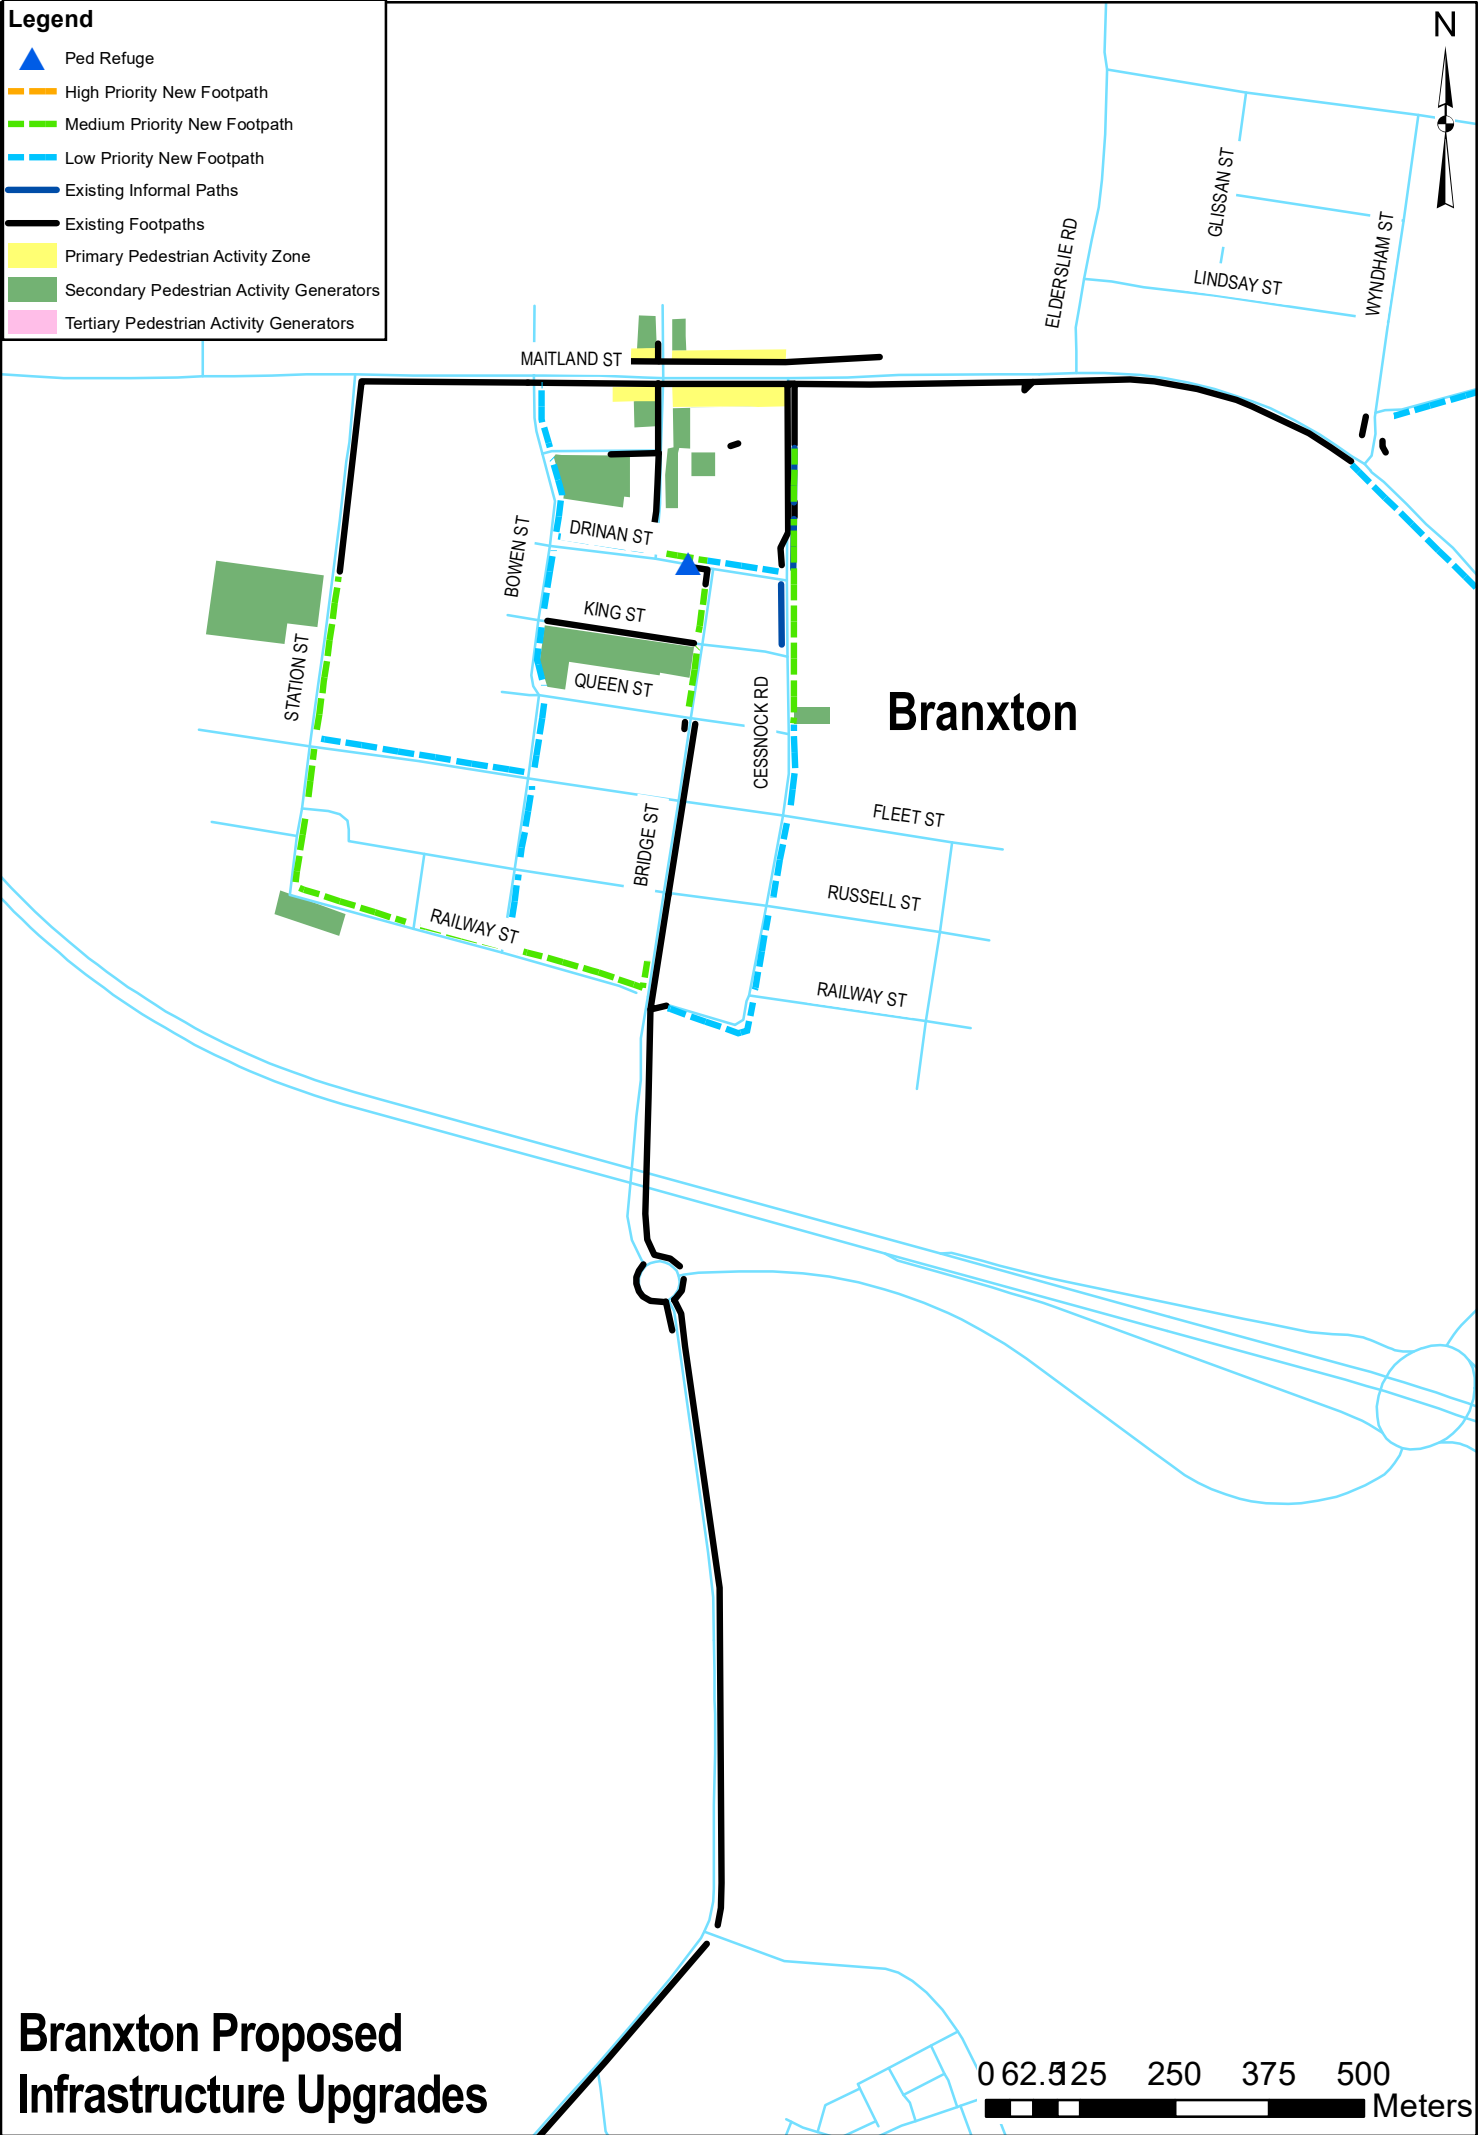 Legend
Ped Refuge
High Priority New Footpath
Medium Priority New Footpath
Low Priority New Footpath
Existing Informal Paths
Existing Footpaths
Primary Pedestrian Activity Zone
Secondary Pedestrian Activity Generators
Tertiary Pedestrian Activity Generators
N
GLISSAN ST
WYNDHAM ST
ELDERSLIE RD
LINDSAY ST
MAITLAND ST
DRINAN ST
BOWEN ST
KING ST
STATION ST
QUEEN ST
CESSNOCK RD
Branxton
BRIDGE ST
FLEET ST
RUSSELL ST
RAILWAY ST
RAILWAY ST
Branxton Proposed
Infrastructure Upgrades
0 62.5 125 250 375 500
Meters